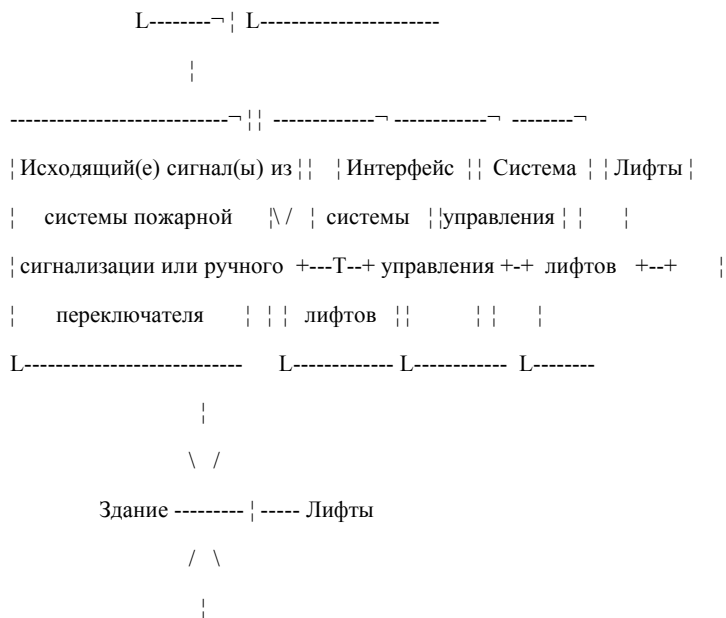 L--------¬ ¦ L-----------------------
¦
----------------------------¬ ¦¦ -------------¬ ------------¬ --------¬
¦ Исходящий(е) сигнал(ы) из ¦¦ ¦ Интерфейс ¦¦ Система ¦ ¦ Лифты ¦
¦ системы пожарной ¦\ / ¦ системы ¦¦управления ¦ ¦ ¦
¦ сигнализации или ручного +---T--+ управления +-+ лифтов +--+ ¦
¦ переключателя ¦ ¦ ¦ лифтов ¦¦ ¦ ¦ ¦
L---------------------------- L------------- L------------ L--------
¦
\ /
Здание --------- ¦ ----- Лифты
/ \
¦